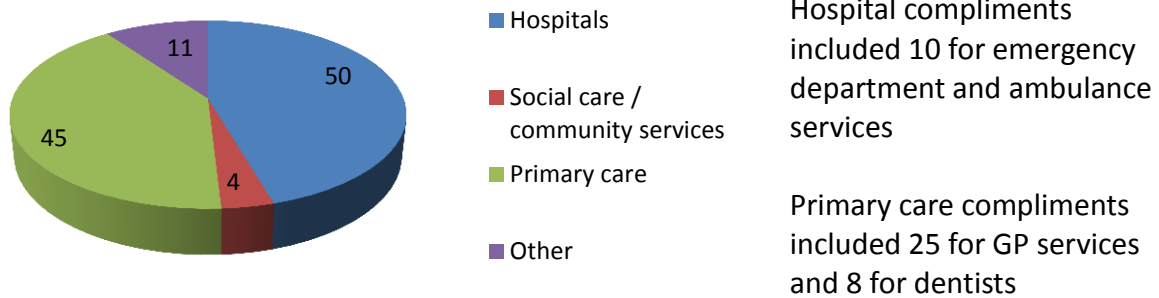 11
50
45
4
Hospitals
Social care /
community services
Primary care
Other
Hospital compliments
included 10 for emergency
department and ambulance
services
Primary care compliments
included 25 for GP services
and 8 for dentists